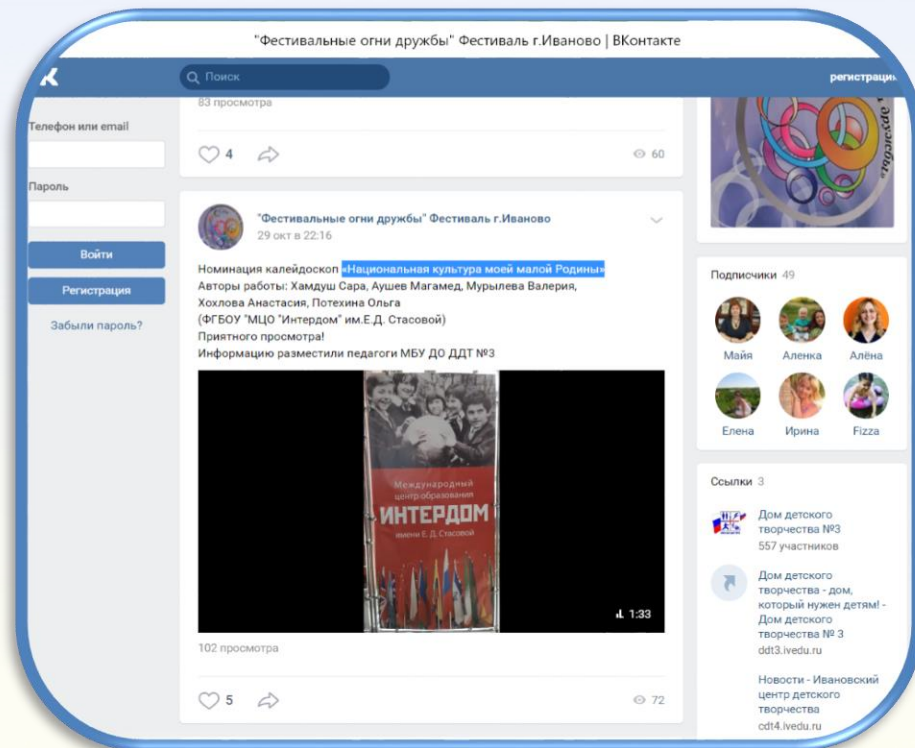 "Фестивальные огни дружбы" Фестиваль г.Иваново | ВКонтакте
Поиск
регистрация
Телефон или email
Пароль
Войти
Регистрация
Забыли пароль?
83 просмотра
4
60
"Фестивальные огни дружбы" Фестиваль г.Иваново
29 окт в 22:16
Номинация калейдоскоп «Национальная культура моей малой Родины»
Авторы работы: Хамдуш Сара, Аушев Магамед, Мурылева Валерия,
Хохлова Анастасия, Потехина Ольга
(ФГБОУ "МЦО "Интердом" им.Е.Д. Стасовой)
Приятного просмотра!
Информацию разместили педагоги МБУ ДО ДДТ №3
Международный
центр образования
ИНТЕРДОМ
имени Е. Д. Стасовой
1:33
102 просмотра
5
72
дружбы»
Подписчики 49
Майя Аленка Алёна
Елена Ирина Fizza
Ссылки 3
Дом детского
творчества №3
557 участников
Дом детского
творчества - дом,
который нужен детям! -
Дом детского
творчества № 3
ddt3.ivedu.ru
Новости - Ивановский
центр детского
творчества
cdt4.ivedu.ru